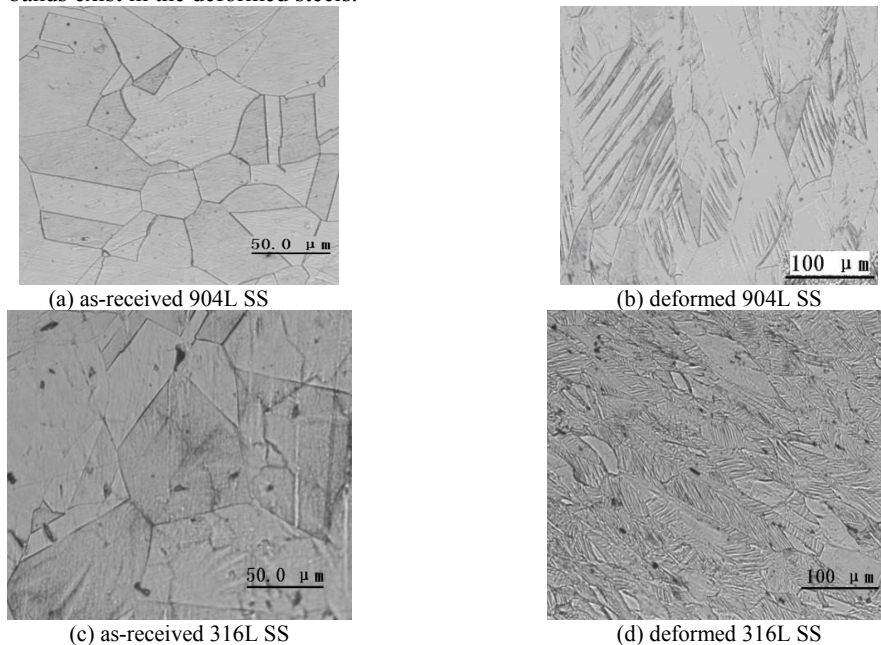 bands exist in the deformed steels.
50.0 μm
100 μm
(a) as-received 904L SS
(b) deformed 904L SS
50.0 μm
100 μm
(c) as-received 316L SS
(d) deformed 316L SS